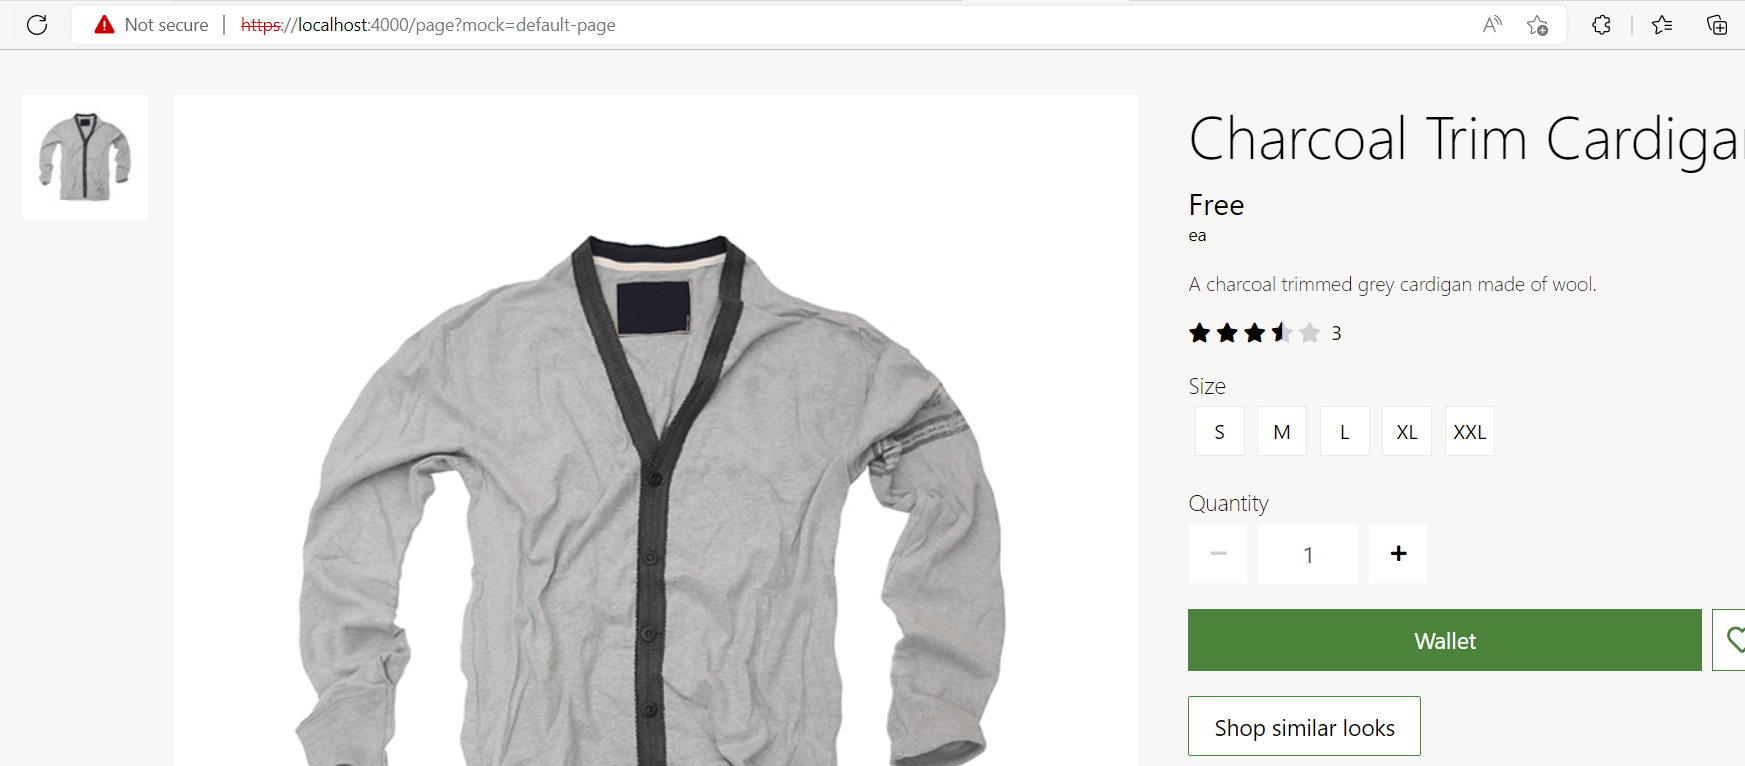 Not secure | https://localhost:4000/page?mock=default-page
Charcoal Trim Cardigan
Free
ea
A charcoal trimmed grey cardigan made of wool.
3
Size
S M L XL XXL
Quantity
1
Wallet
Shop similar looks